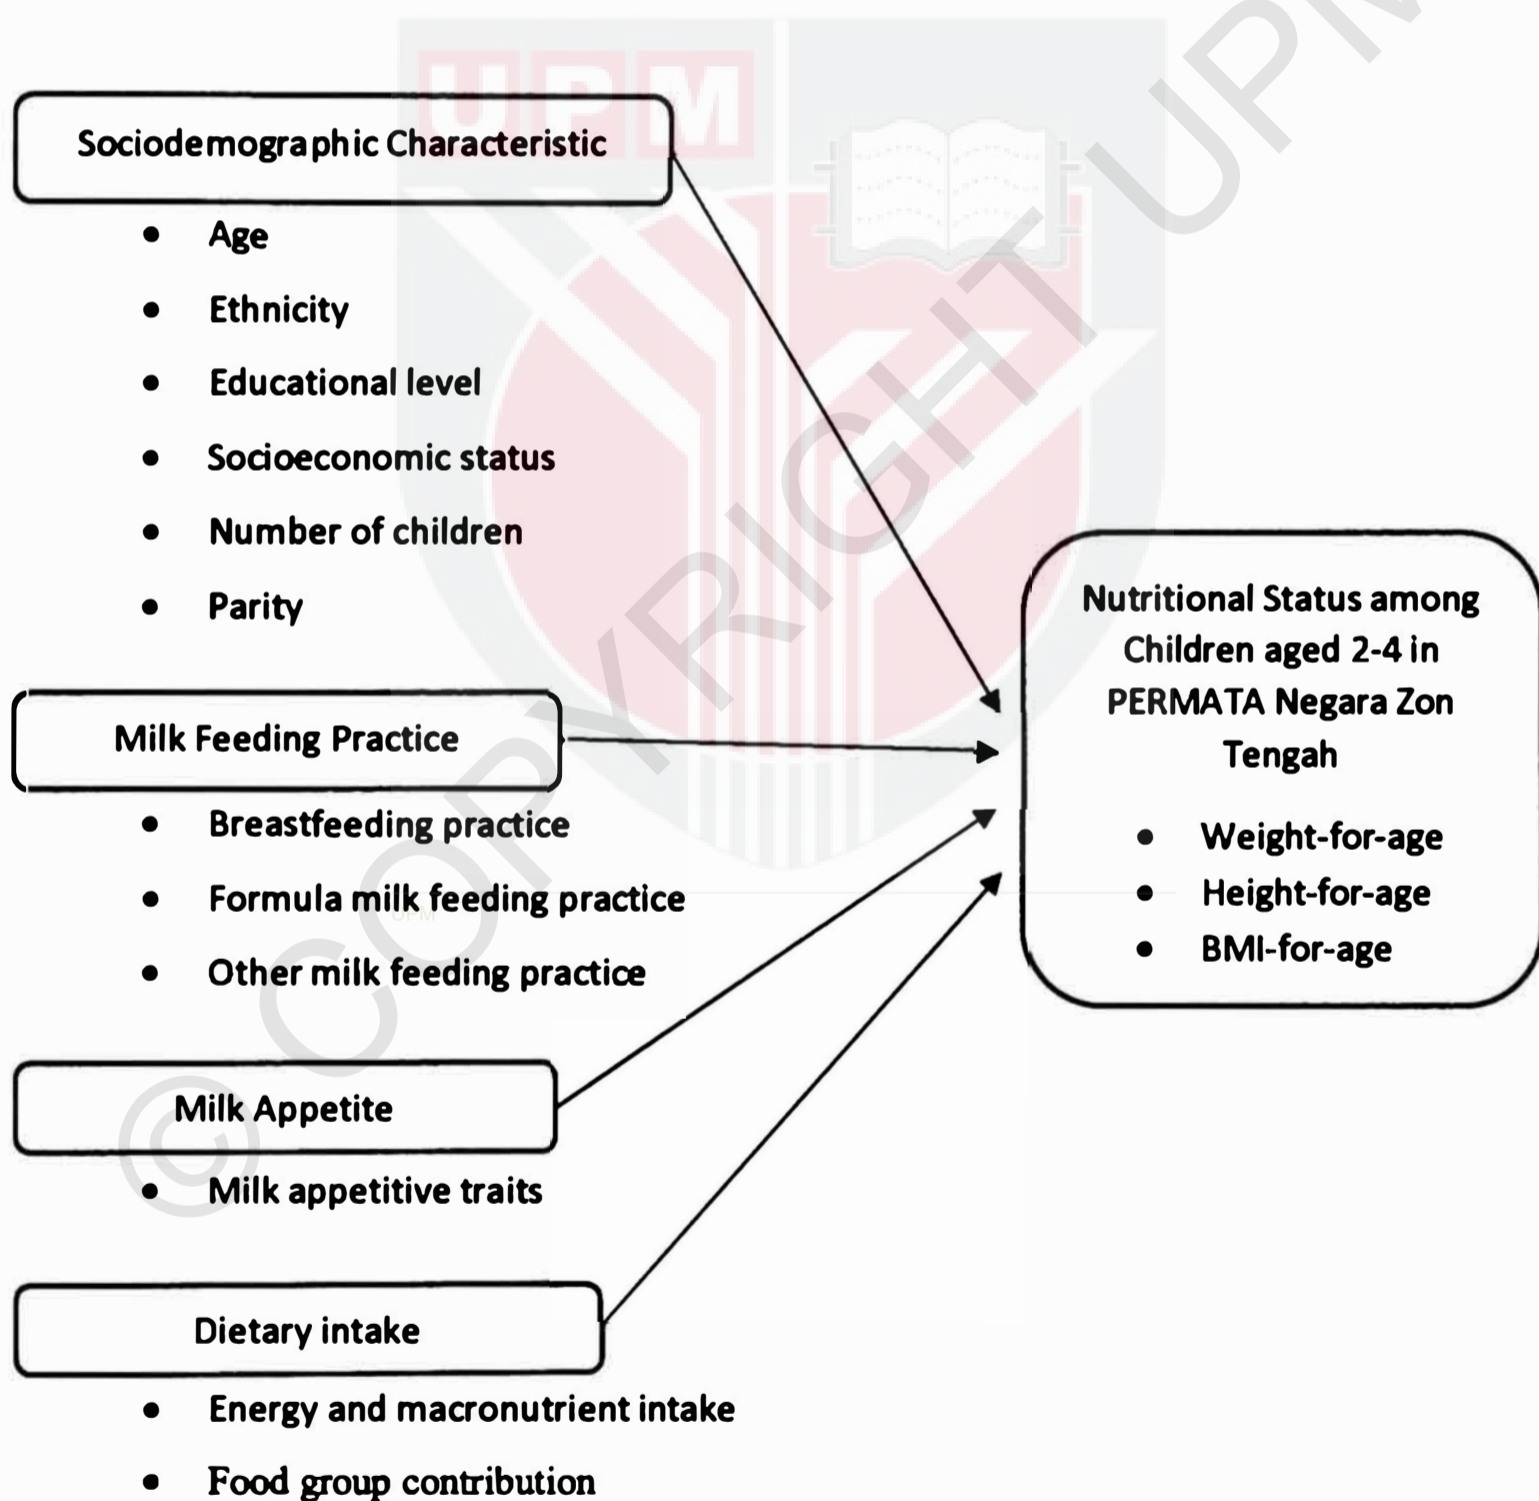 UPM
Sociodemographic Characteristic
• Age
• Ethnicity
• Educational level
• Socioeconomic status
• Number of children
• Parity
Milk Feeding Practice
• Breastfeeding practice
• Formula milk feeding practice
UPM
• Other milk feeding practice
Milk Appetite
• Milk appetitive traits
Dietary intake
• Energy and macronutrient intake
• Food group contribution
Nutritional Status among
Children aged 2-4 in
PERMATA Negara Zon
Tengah
• Weight-for-age
• Height-for-age
• BMI-for-age
© COPYRIGHT UPM